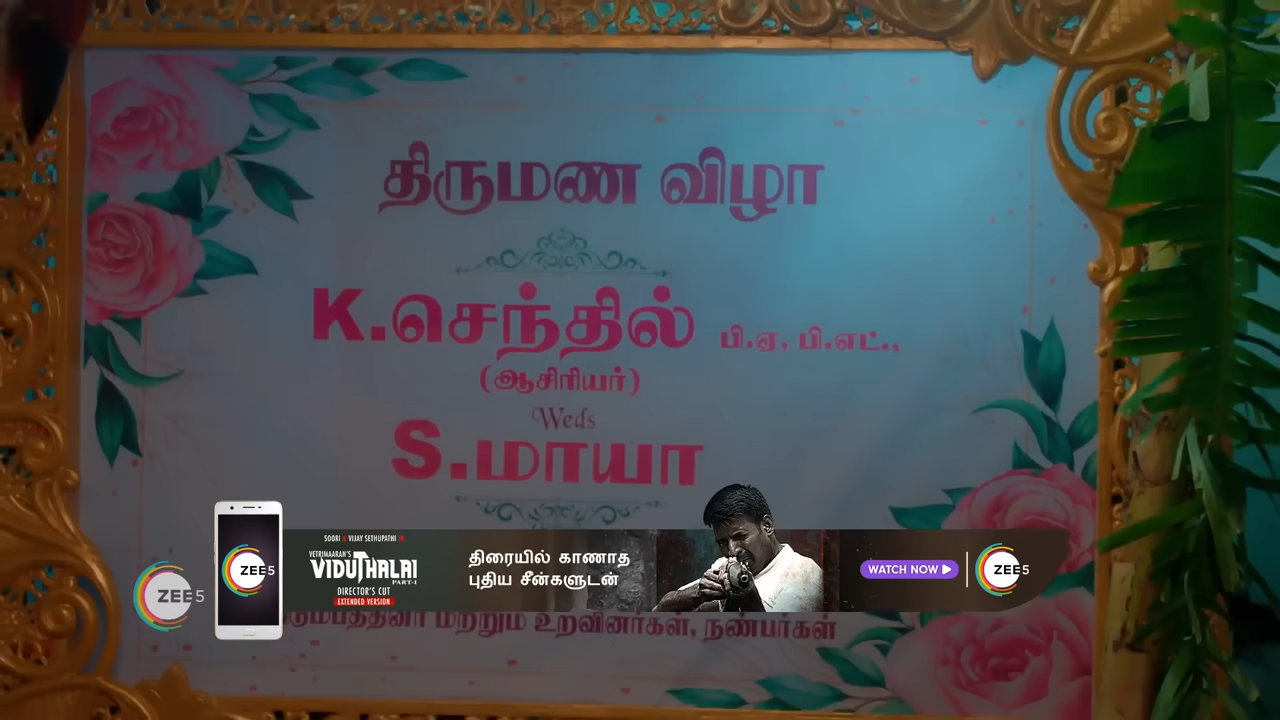 திருமண விழா
K.செந்தில் பி.ஏ, பி.எட்.,
(ஆசிரியர்)
Weds
S.மாயா
SOORI & VIJAY SETHUPATHI IN
VETRIMAARAN'S
VIDUTHALAI
PART-I
DIRECTOR'S CUT
EXTENDED VERSION
திரையில் காணாத
புதிய சீன்களுடன்
WATCH NOW
ZEE5
ZEE5
ZEE5
மற்றும் உறவினர்கள், நண்பர்கள்